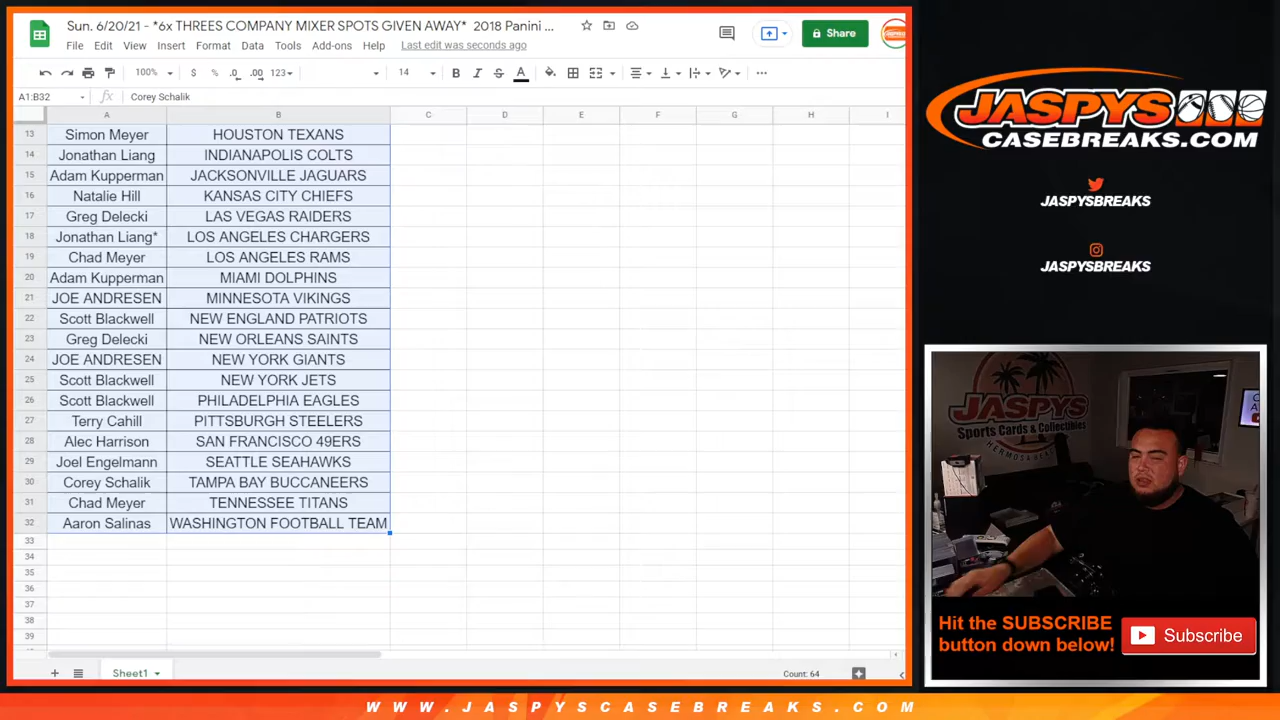 Sun. 6/20/21 - *6x THREES COMPANY MIXER SPOTS GIVEN AWAY* 2018 Panini ...
File Edit View Insert Format Data Tools Add-ons Help Last edit was seconds ago
Share
100% $ % .0 .00 123 14 B I S A
A1:B32 fx Corey Schalik
A B C D E F G H I
13 Simon Meyer HOUSTON TEXANS
14 Jonathan Liang INDIANAPOLIS COLTS
15 Adam Kupperman JACKSONVILLE JAGUARS
16 Natalie Hill KANSAS CITY CHIEFS
17 Greg Delecki LAS VEGAS RAIDERS
18 Jonathan Liang* LOS ANGELES CHARGERS
19 Chad Meyer LOS ANGELES RAMS
20 Adam Kupperman MIAMI DOLPHINS
21 JOE ANDRESEN MINNESOTA VIKINGS
22 Scott Blackwell NEW ENGLAND PATRIOTS
23 Greg Delecki NEW ORLEANS SAINTS
24 JOE ANDRESEN NEW YORK GIANTS
25 Scott Blackwell NEW YORK JETS
26 Scott Blackwell PHILADELPHIA EAGLES
27 Terry Cahill PITTSBURGH STEELERS
28 Alec Harrison SAN FRANCISCO 49ERS
29 Joel Engelmann SEATTLE SEAHAWKS
30 Corey Schalik TAMPA BAY BUCCANEERS
31 Chad Meyer TENNESSEE TITANS
32 Aaron Salinas WASHINGTON FOOTBALL TEAM
33
34
35
36
37
38
39
Sheet1 Count: 64
JASPYS
CASEBREAKS.COM
JASPYSBREAKS
JASPYSBREAKS
JASPYS
Sports Cards & Collectibles
HERMOSA BEACH
Hit the SUBSCRIBE
button down below!
Subscribe
WWW.JASPYSCASEBREAKS.COM